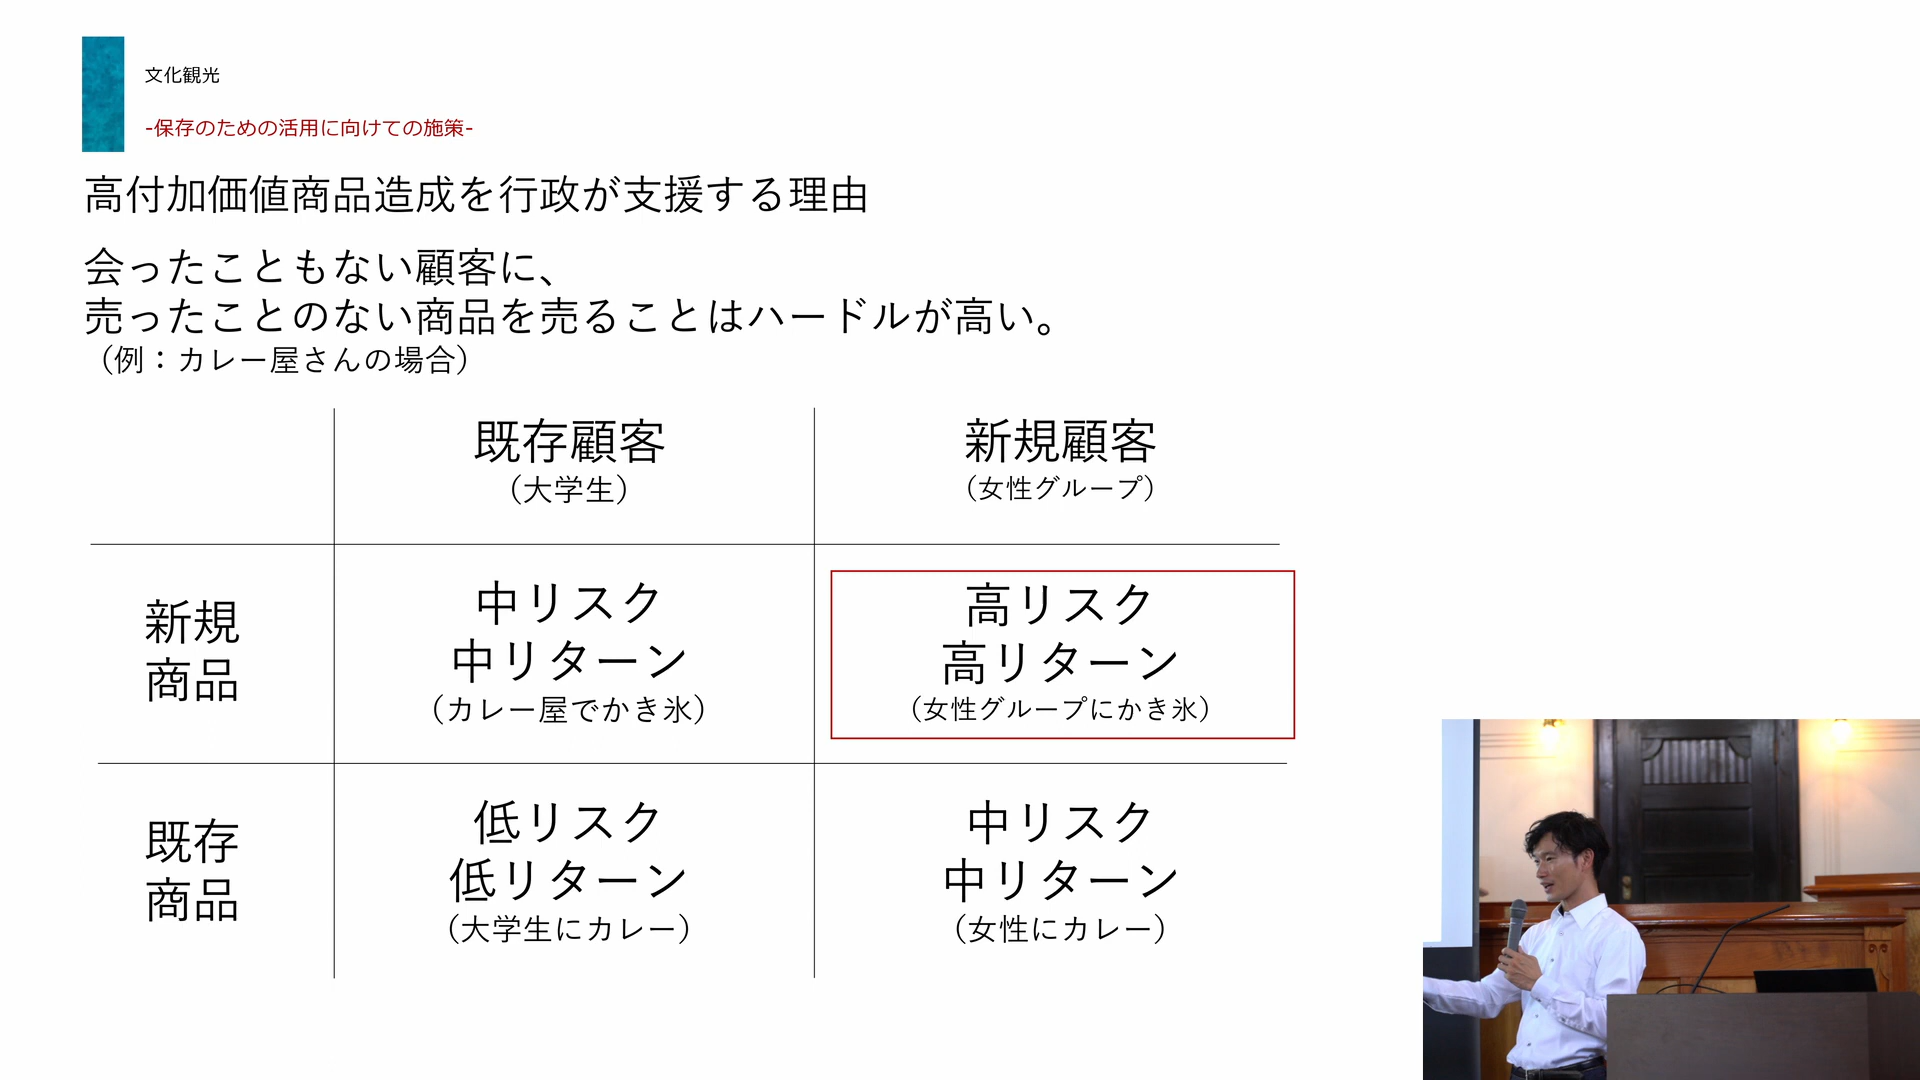 文化観光
-保存のための活用に向けての施策-
高付加価値商品造成を行政が支援する理由
会ったこともない顧客に、
売ったことのない商品を売ることはハードルが高い。
（例：カレー屋さんの場合）
既存顧客
（大学生）
新規顧客
（女性グループ）
新規
商品
中リスク
中リターン
（カレー屋でかき氷）
高リスク
高リターン
（女性グループにかき氷）
既存
商品
低リスク
低リターン
（大学生にカレー）
中リスク
中リターン
（女性にカレー）